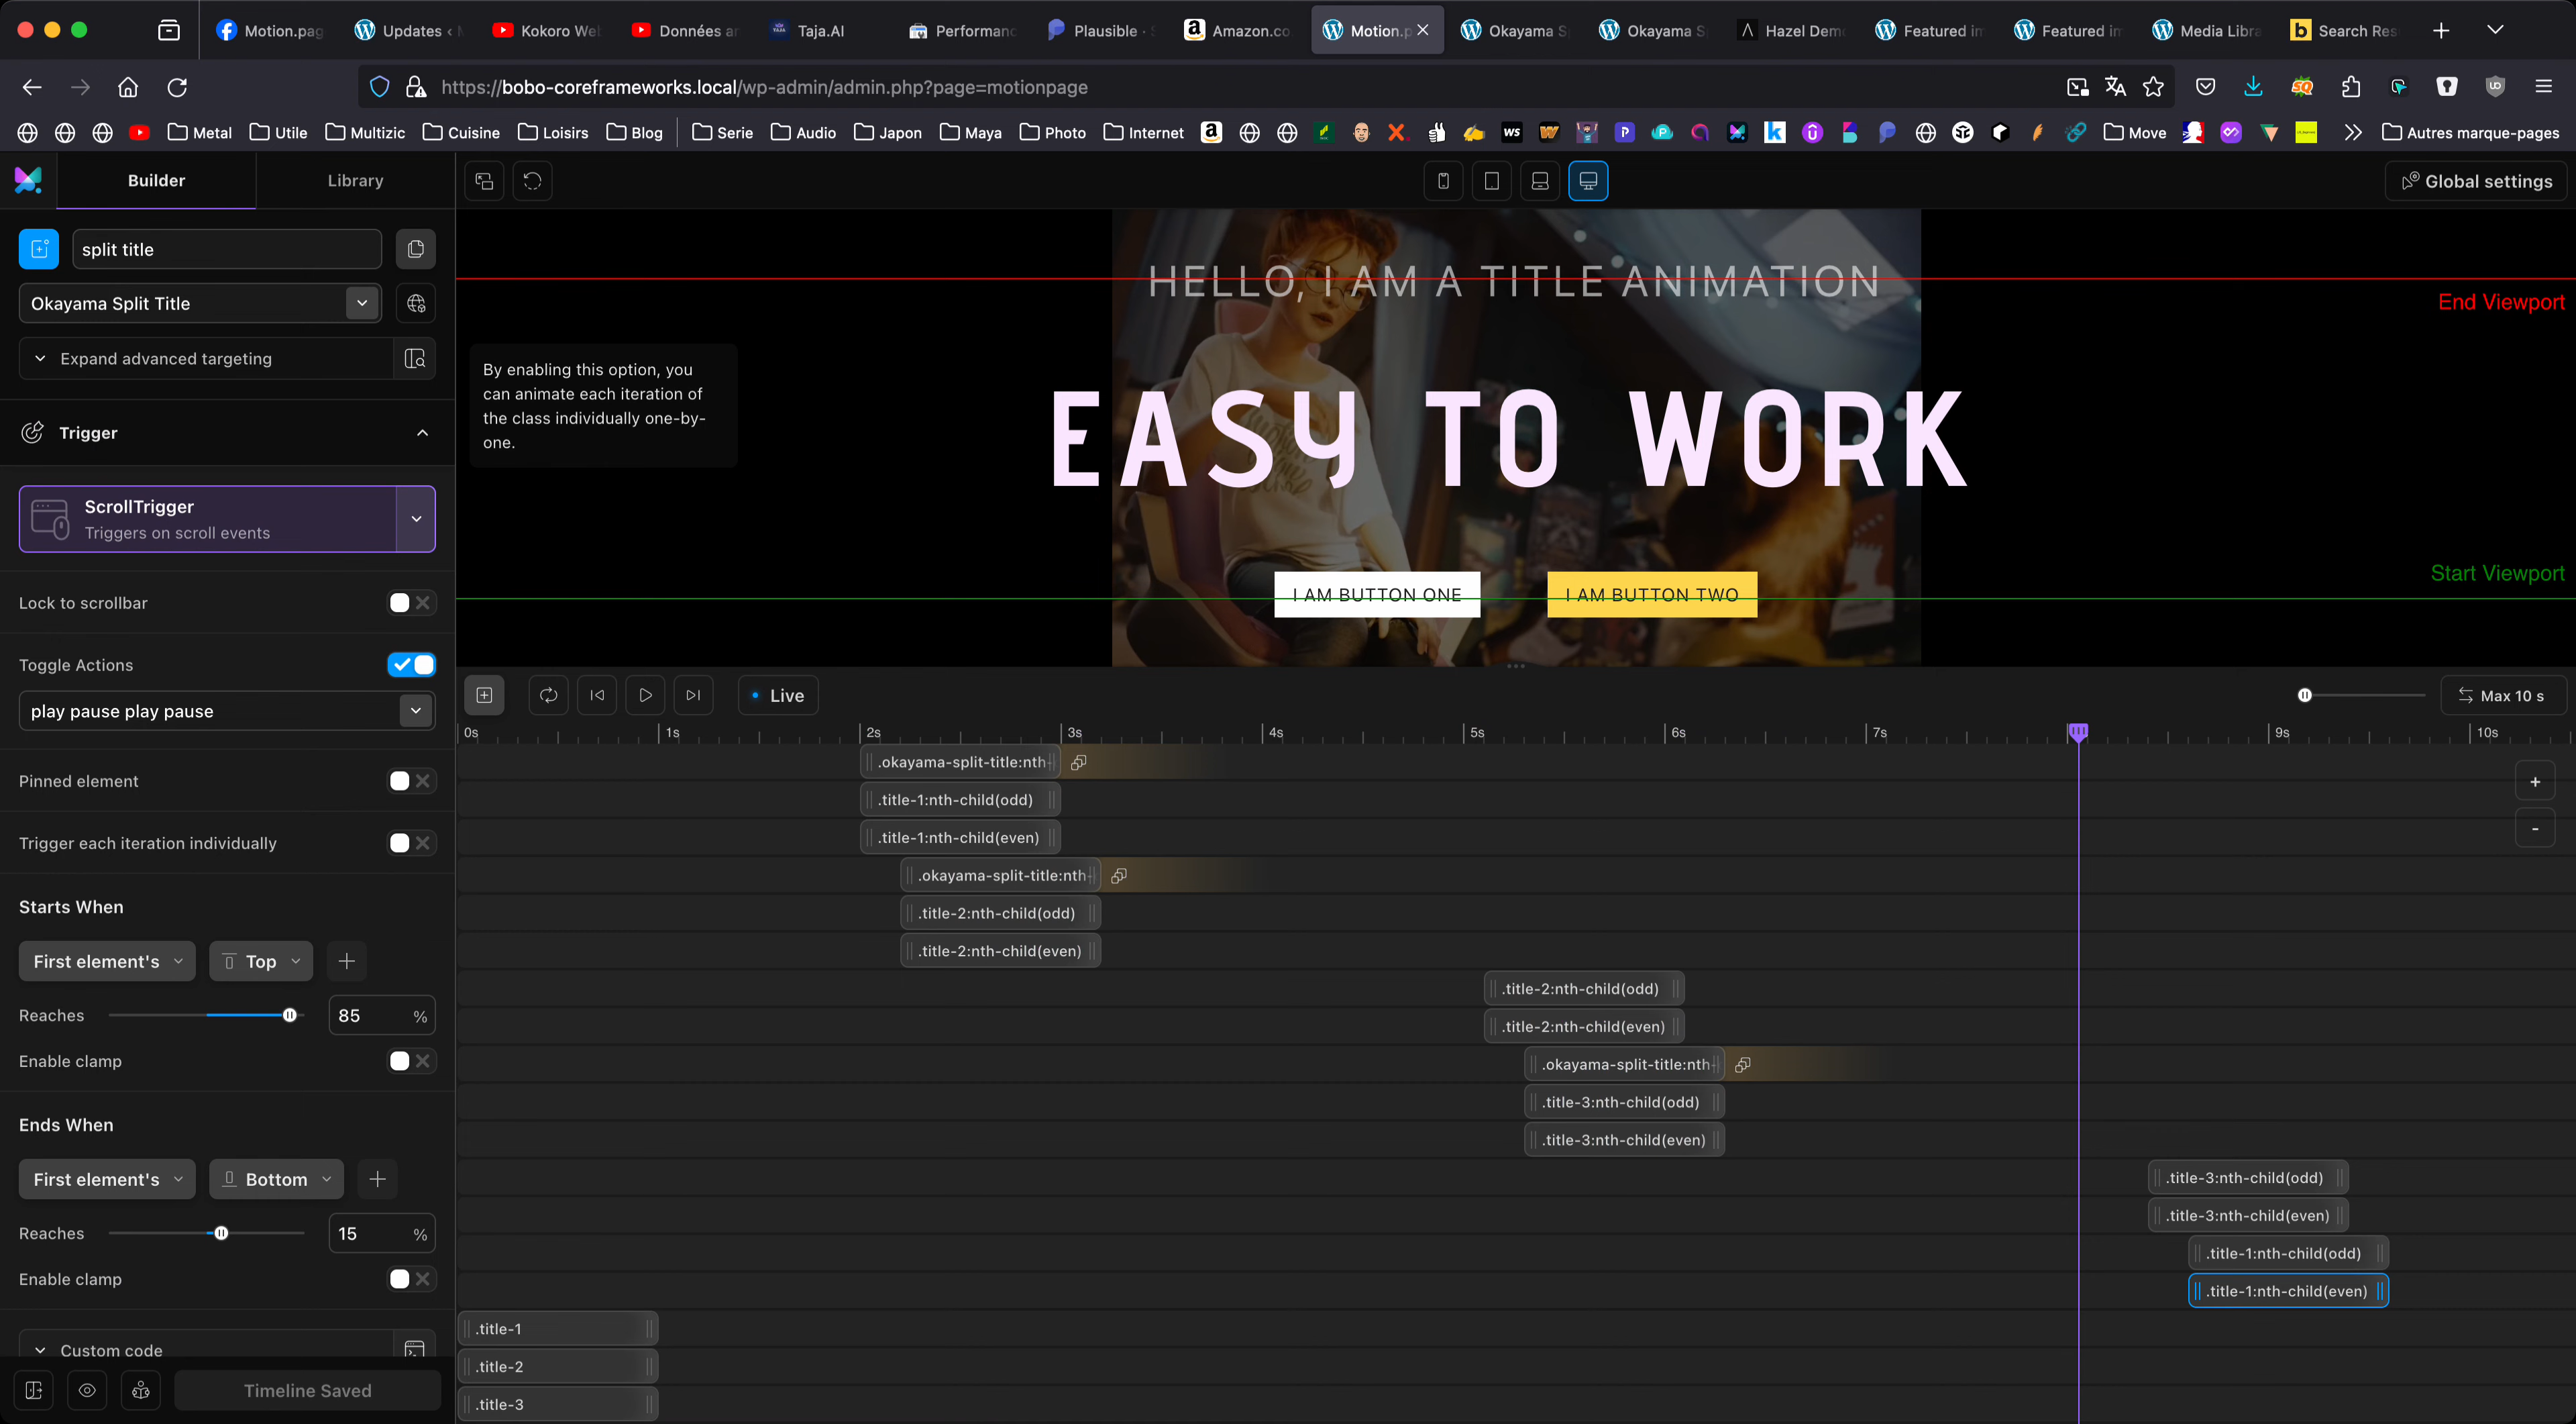 Motion.pag
Updates ‹
Kokoro We
Données a
Taja.AI
Performanc
Plausible ·
Amazon.co
Motion.p
Okayama S
Okayama S
Hazel Dem
Featured i
Featured i
Media Libra
Search Res
https://bobo-coreframeworks.local/wp-admin/admin.php?page=motionpage
Metal
Utile
Multizic
Cuisine
Loisirs
Blog
Serie
Audio
Japon
Maya
Photo
Internet
Move
Autres marque-pages
Builder
Library
Global settings
split title
Okayama Split Title
Expand advanced targeting
Trigger
ScrollTrigger
Triggers on scroll events
Lock to scrollbar
Toggle Actions
play pause play pause
Pinned element
Trigger each iteration individually
Starts When
First element's
Top
Reaches
85 %
Enable clamp
Ends When
First element's
Bottom
Reaches
15 %
Enable clamp
Custom code
Timeline Saved
By enabling this option, you
can animate each iteration of
the class individually one-by-
one.
HELLO, I AM A TITLE ANIMATION
End Viewport
EASY TO WORK
Start Viewport
I AM BUTTON ONE
I AM BUTTON TWO
Live
Max 10 s
0s 1s 2s 3s 4s 5s 6s 7s 9s 10s
.okayama-split-title:nth-
.title-1:nth-child(odd)
.title-1:nth-child(even)
.okayama-split-title:nth-
.title-2:nth-child(odd)
.title-2:nth-child(even)
.title-2:nth-child(odd)
.title-2:nth-child(even)
.okayama-split-title:nth-
.title-3:nth-child(odd)
.title-3:nth-child(even)
.title-3:nth-child(odd)
.title-3:nth-child(even)
.title-1:nth-child(odd)
.title-1:nth-child(even)
.title-1
.title-2
.title-3